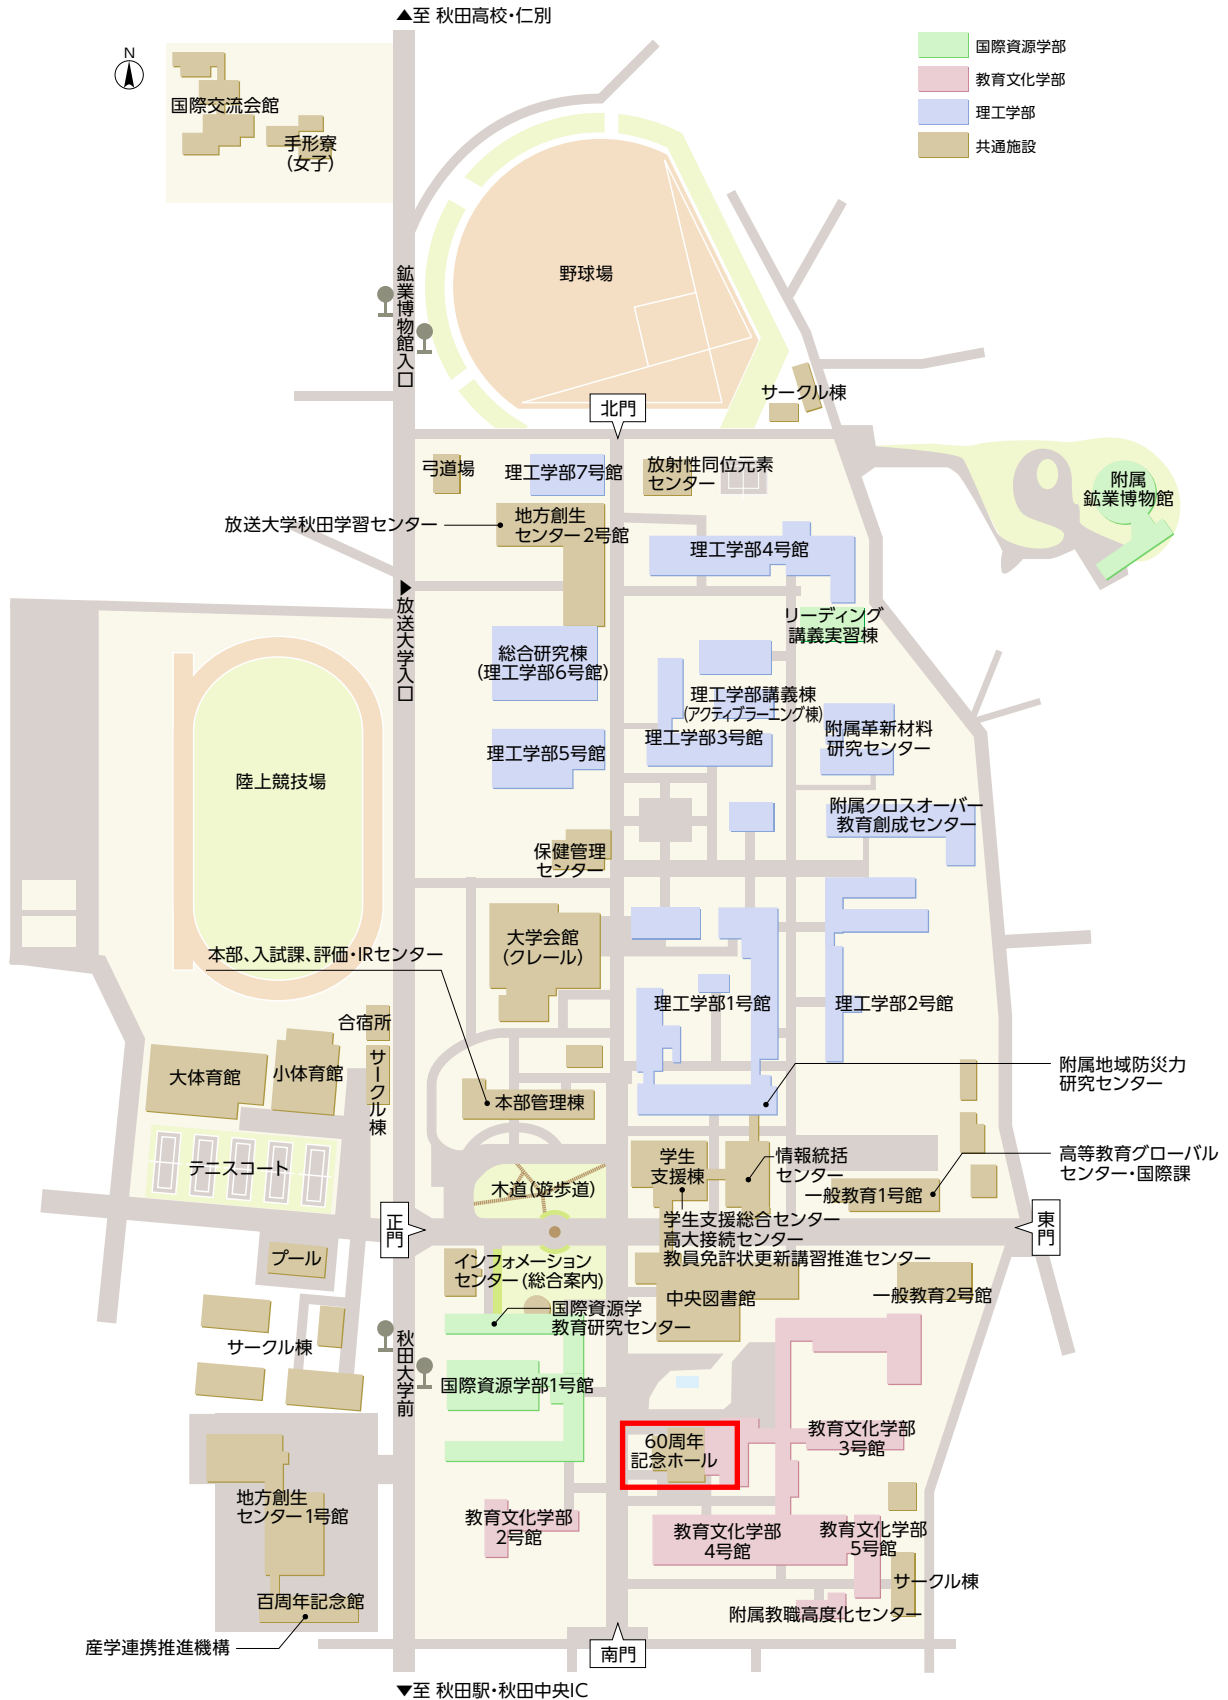 ▲至 秋田高校・仁別
N
国際資源学部
教育文化学部
理工学部
共通施設
国際交流会館
手形寮
(女子)
鉱業博物館入口
野球場
サークル棟
北門
弓道場
理工学部7号館
放射性同位元素
センター
附属
鉱業博物館
放送大学秋田学習センター
地方創生
センター2号館
理工学部4号館
放送大学入口
リーディング
講義実習棟
総合研究棟
(理工学部6号館)
理工学部講義棟
(アクティブラーニング棟)
理工学部3号館
附属革新材料
研究センター
理工学部5号館
陸上競技場
附属クロスオーバー
教育創成センター
保健管理
センター
大学会館
(クレール)
本部、入試課、評価・IRセンター
理工学部1号館
理工学部2号館
合宿所
サークル棟
大体育館
小体育館
附属地域防災力
研究センター
本部管理棟
テニスコート
学生
支援棟
情報統括
センター
高等教育グローバル
センター・国際課
一般教育1号館
木道(遊歩道)
正門
東門
学生支援総合センター
高大接続センター
教員免許状更新講習推進センター
プール
インフォメーション
センター(総合案内)
中央図書館
一般教育2号館
国際資源学
教育研究センター
サークル棟
秋田大学前
国際資源学部1号館
60周年
記念ホール
教育文化学部
3号館
地方創生
センター1号館
教育文化学部
2号館
教育文化学部
4号館
教育文化学部
5号館
サークル棟
百周年記念館
附属教職高度化センター
産学連携推進機構
南門
▼至 秋田駅・秋田中央IC